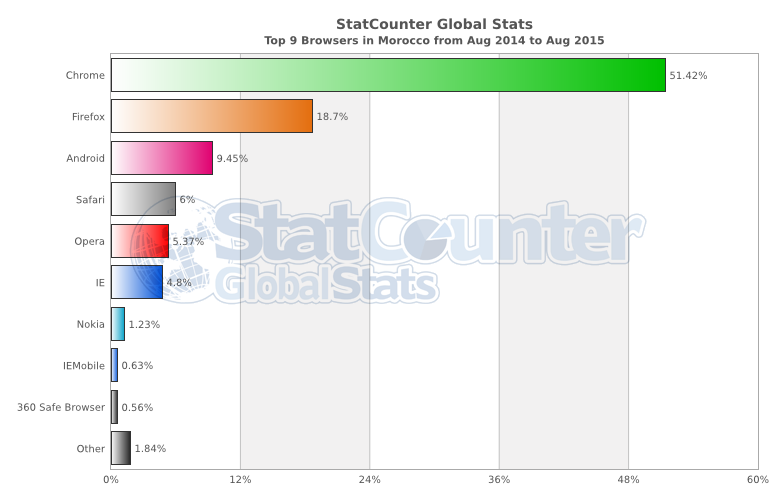 StatCounter Global Stats
Top 9 Browsers in Morocco from Aug 2014 to Aug 2015
Chrome 51.42%
Firefox 18.7%
Android 9.45%
Safari 6%
StatCounter
Opera 5.37%
GlobalStats
IE 4.8%
Nokia 1.23%
IEMobile 0.63%
360 Safe Browser 0.56%
Other 1.84%
0% 12% 24% 36% 48% 60%